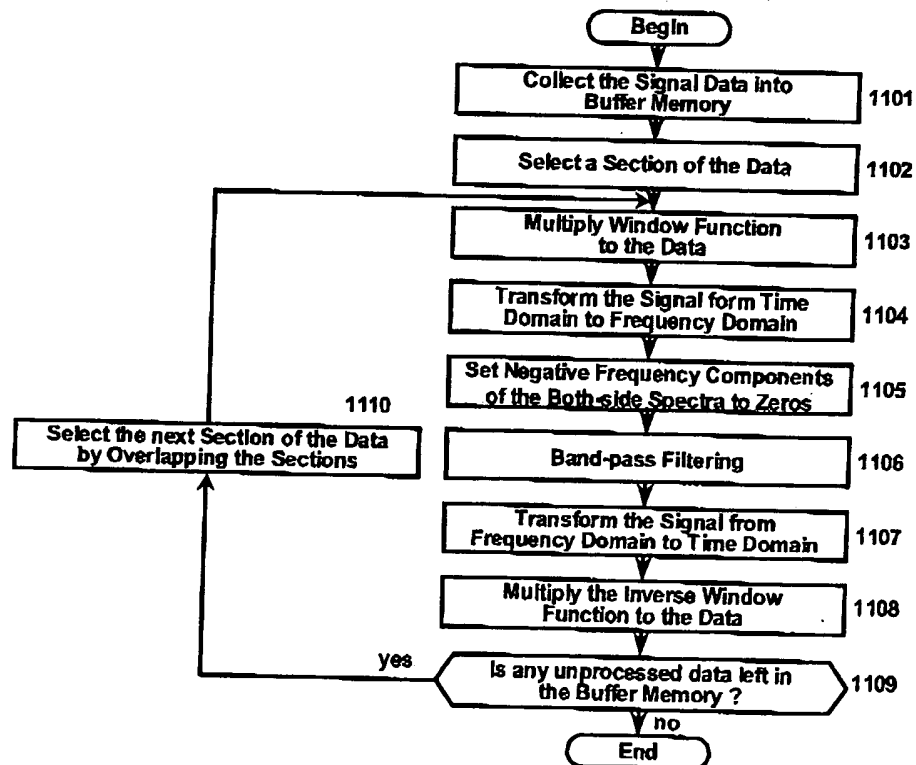 Begin
Collect the Signal Data into
Buffer Memory
1101
Select a Section of the Data
1102
Multiply Window Function
to the Data
1103
Transform the Signal form Time
Domain to Frequency Domain
1104
Set Negative Frequency Components
of the Both-side Spectra to Zeros
1105
1110
Select the next Section of the Data
by Overlapping the Sections
Band-pass Filtering
1106
Transform the Signal from
Frequency Domain to Time Domain
1107
Multiply the Inverse Window
Function to the Data
1108
yes
Is any unprocessed data left in
the Buffer Memory ?
1109
no
End